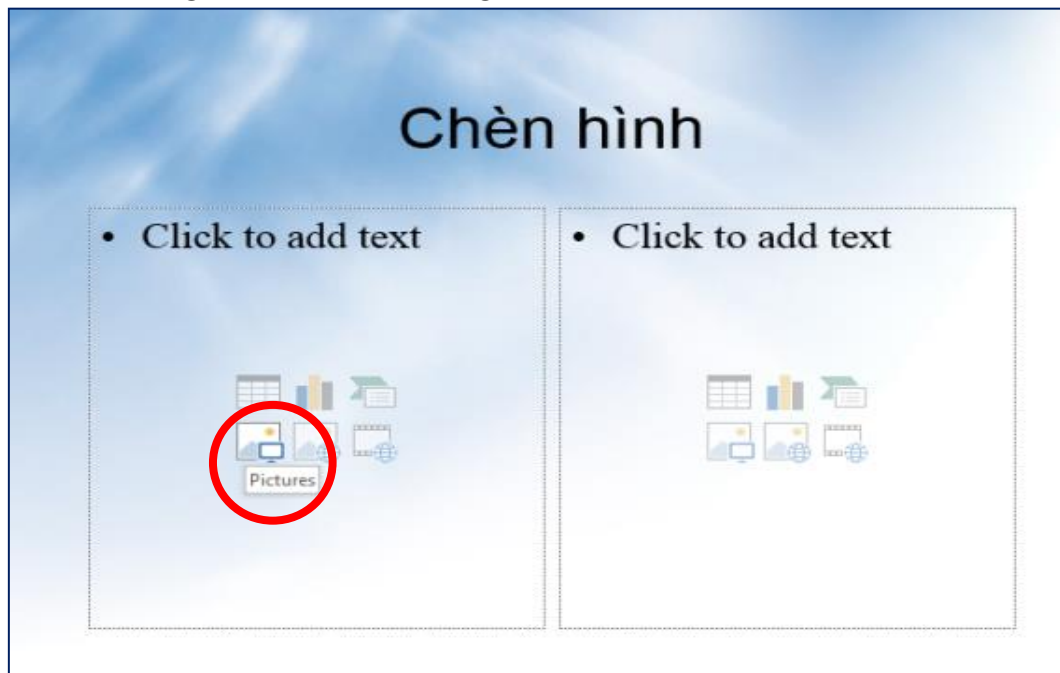 Chèn hình
• Click to add text
• Click to add text
Pictures